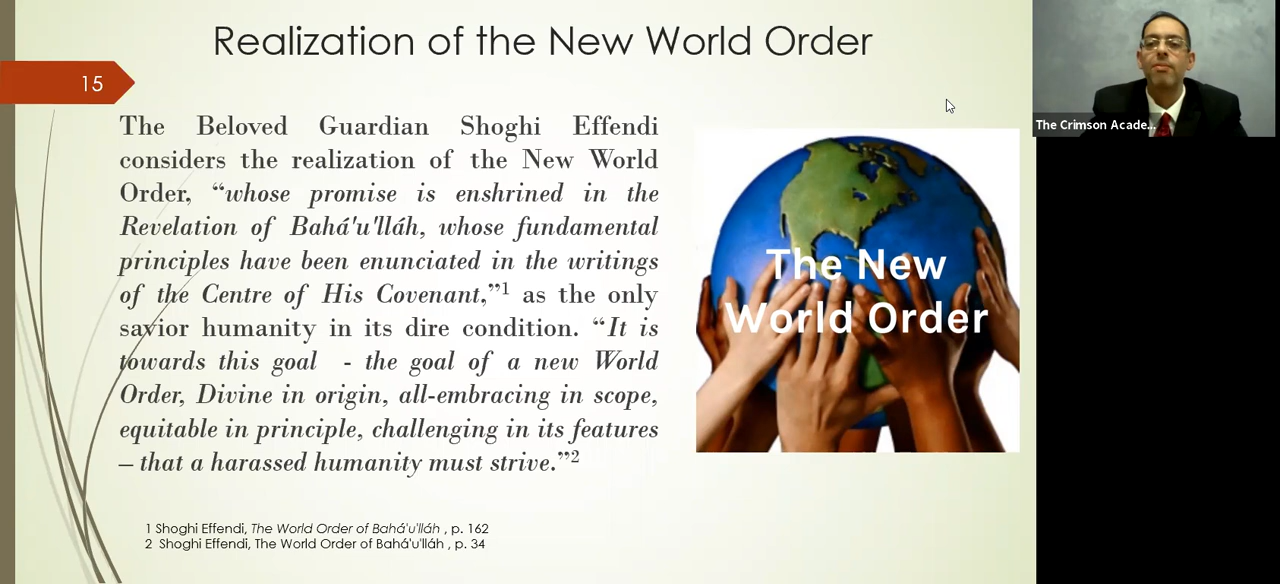 Realization of the New World Order
15
The Beloved Guardian Shoghi Effendi
considers the realization of the New World
Order, “whose promise is enshrined in the
Revelation of Bahá'u'lláh, whose fundamental
principles have been enunciated in the writings
of the Centre of His Covenant,”1 as the only
savior humanity in its dire condition. “It is
towards this goal - the goal of a new World
Order, Divine in origin, all-embracing in scope,
equitable in principle, challenging in its features
– that a harassed humanity must strive.”2
The New
World Order
1 Shoghi Effendi, The World Order of Bahá'u'lláh , p. 162
2 Shoghi Effendi, The World Order of Bahá'u'lláh , p. 34
The Crimson Acade...